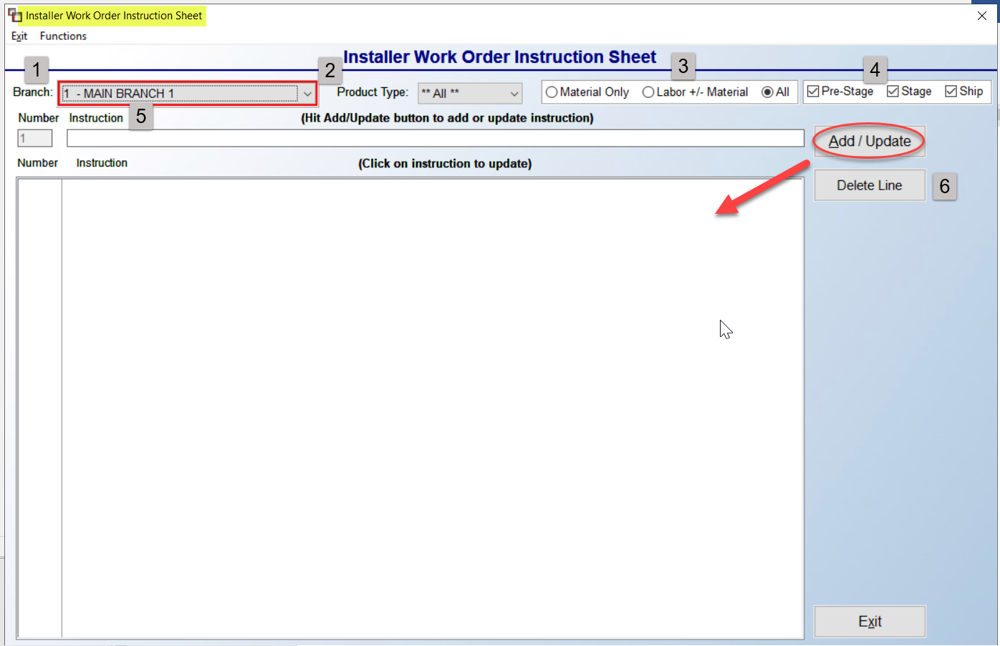 Installer Work Order Instruction Sheet
Exit Functions
Installer Work Order Instruction Sheet
1 2 3 4
Branch: 1 - MAIN BRANCH 1 Product Type: ** All ** Material Only Labor +/- Material All Pre-Stage Stage Ship
Number Instruction 5 (Hit Add/Update button to add or update instruction)
1 Add / Update
Number Instruction (Click on instruction to update)
Delete Line 6
Exit